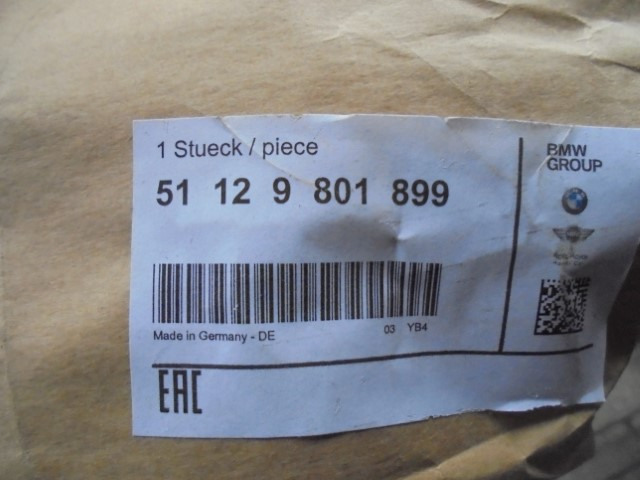 1 Stueck / piece
51 12 9 801 899
Made in Germany - DE
03 YB4
EAC
BMW
GROUP